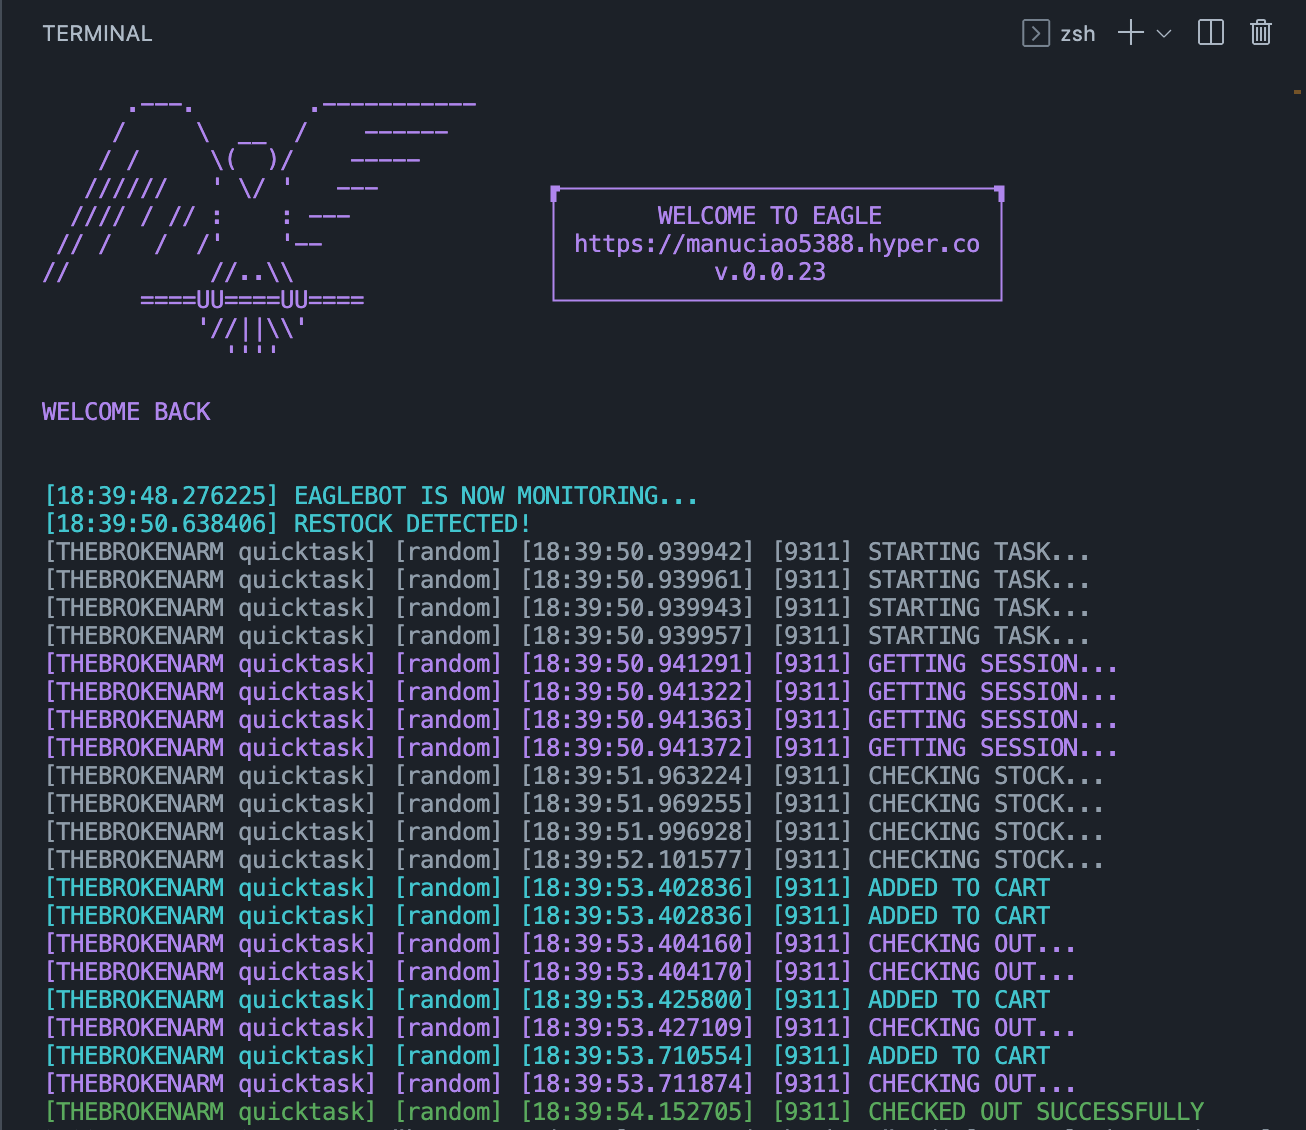 TERMINAL
zsh
WELCOME TO EAGLE
https://manuciao5388.hyper.co
v.0.0.23
====UU====UU====
WELCOME BACK
[18:39:48.276225] EAGLEBOT IS NOW MONITORING...
[18:39:50.638406] RESTOCK DETECTED!
[THEBROKENARM quicktask] [random] [18:39:50.939942] [9311] STARTING TASK...
[THEBROKENARM quicktask] [random] [18:39:50.939961] [9311] STARTING TASK...
[THEBROKENARM quicktask] [random] [18:39:50.939943] [9311] STARTING TASK...
[THEBROKENARM quicktask] [random] [18:39:50.939957] [9311] STARTING TASK...
[THEBROKENARM quicktask] [random] [18:39:50.941291] [9311] GETTING SESSION...
[THEBROKENARM quicktask] [random] [18:39:50.941322] [9311] GETTING SESSION...
[THEBROKENARM quicktask] [random] [18:39:50.941363] [9311] GETTING SESSION...
[THEBROKENARM quicktask] [random] [18:39:50.941372] [9311] GETTING SESSION...
[THEBROKENARM quicktask] [random] [18:39:51.963224] [9311] CHECKING STOCK...
[THEBROKENARM quicktask] [random] [18:39:51.969255] [9311] CHECKING STOCK...
[THEBROKENARM quicktask] [random] [18:39:51.996928] [9311] CHECKING STOCK...
[THEBROKENARM quicktask] [random] [18:39:52.101577] [9311] CHECKING STOCK...
[THEBROKENARM quicktask] [random] [18:39:53.402836] [9311] ADDED TO CART
[THEBROKENARM quicktask] [random] [18:39:53.402836] [9311] ADDED TO CART
[THEBROKENARM quicktask] [random] [18:39:53.404160] [9311] CHECKING OUT...
[THEBROKENARM quicktask] [random] [18:39:53.404170] [9311] CHECKING OUT...
[THEBROKENARM quicktask] [random] [18:39:53.425800] [9311] ADDED TO CART
[THEBROKENARM quicktask] [random] [18:39:53.427109] [9311] CHECKING OUT...
[THEBROKENARM quicktask] [random] [18:39:53.710554] [9311] ADDED TO CART
[THEBROKENARM quicktask] [random] [18:39:53.711874] [9311] CHECKING OUT...
[THEBROKENARM quicktask] [random] [18:39:54.152705] [9311] CHECKED OUT SUCCESSFULLY